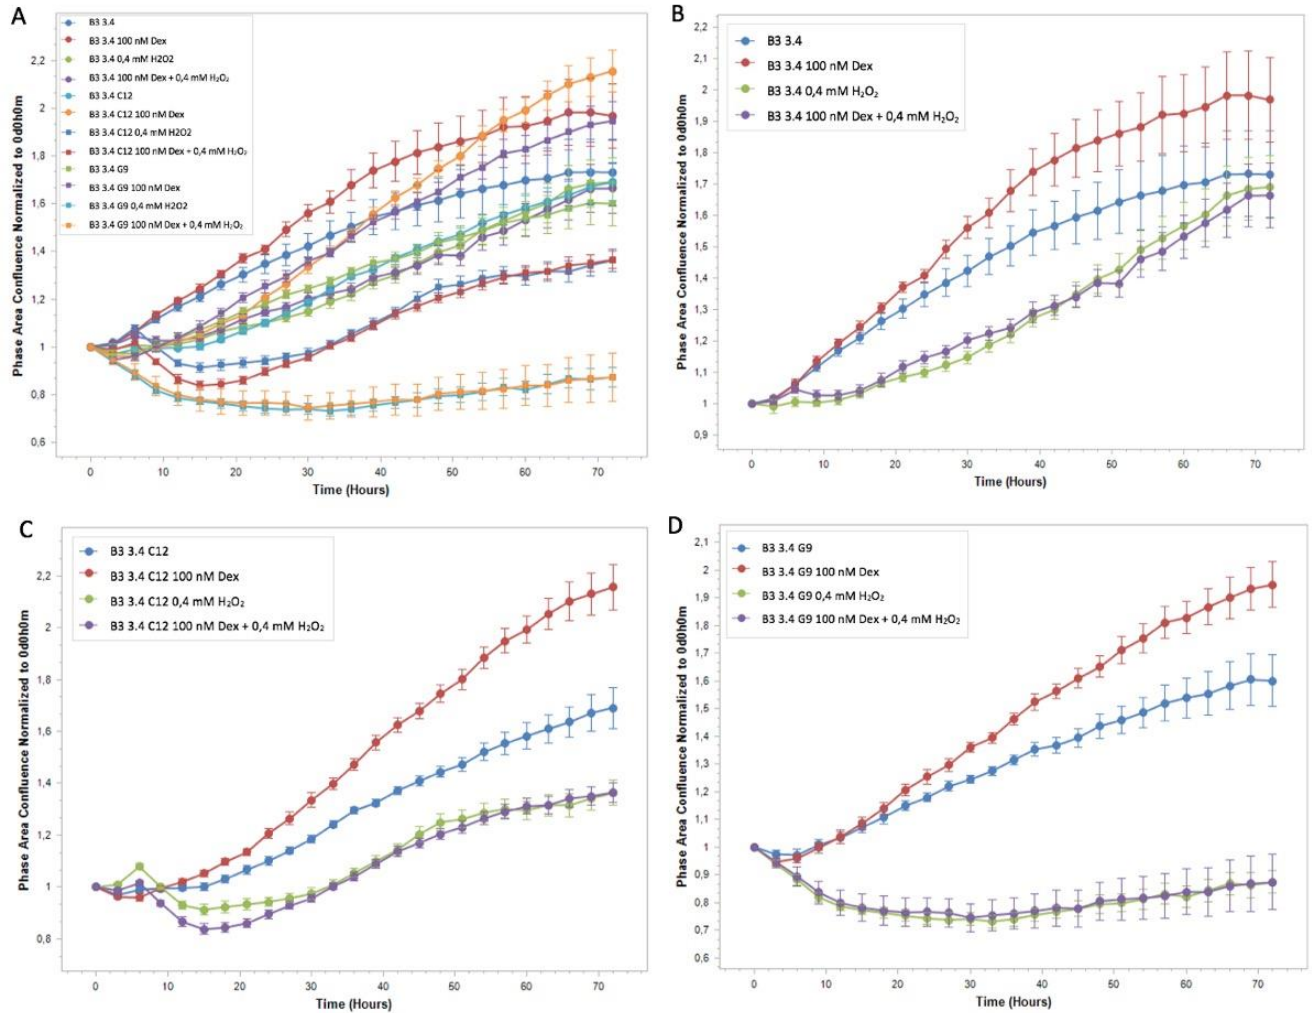 A
B3 3.4
B3 3.4 100 nM Dex
B3 3.4 0,4 mM H2O2
B3 3.4 100 nM Dex + 0,4 mM H₂O₂
B3 3.4 C12
B3 3.4 C12 100 nM Dex
B3 3.4 C12 0,4 mM H2O2
B3 3.4 C12 100 nM Dex + 0,4 mM H₂O₂
B3 3.4 G9
B3 3.4 G9 100 nM Dex
B3 3.4 G9 0,4 mM H2O2
B3 3.4 G9 100 nM Dex + 0,4 mM H₂O₂
Phase Area Confluence Normalized to 0d0h0m
2,2
2
1,8
1,6
1,4
1,2
1
0,8
0,6
0 10 20 30 40 50 60 70
Time (Hours)
B
B3 3.4
B3 3.4 100 nM Dex
B3 3.4 0,4 mM H₂O₂
B3 3.4 100 nM Dex + 0,4 mM H₂O₂
Phase Area Confluence Normalized to 0d0h0m
2,2
2,1
2
1,9
1,8
1,7
1,6
1,5
1,4
1,3
1,2
1,1
1
0,9
0 10 20 30 40 50 60 70
Time (Hours)
C
B3 3.4 C12
B3 3.4 C12 100 nM Dex
B3 3.4 C12 0,4 mM H₂O₂
B3 3.4 C12 100 nM Dex + 0,4 mM H₂O₂
Phase Area Confluence Normalized to 0d0h0m
2,2
2
1,8
1,6
1,4
1,2
1
0,8
0 10 20 30 40 50 60 70
Time (Hours)
D
B3 3.4 G9
B3 3.4 G9 100 nM Dex
B3 3.4 G9 0,4 mM H₂O₂
B3 3.4 G9 100 nM Dex + 0,4 mM H₂O₂
Phase Area Confluence Normalized to 0d0h0m
2,1
2
1,9
1,8
1,7
1,6
1,5
1,4
1,3
1,2
1,1
1
0,9
0,8
0,7
0,6
0 10 20 30 40 50 60 70
Time (Hours)